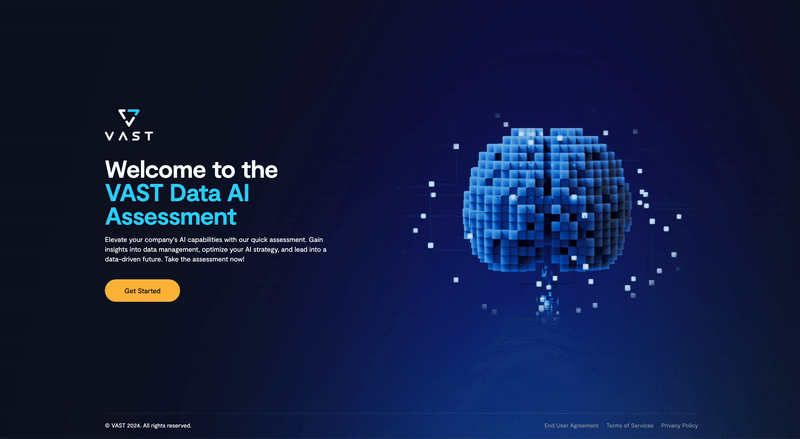 VAST
Welcome to the
VAST Data AI
Assessment
Elevate your company's AI capabilities with our quick assessment. Gain
insights into data management, optimize your AI strategy, and lead into a
data-driven future. Take the assessment now!
Get Started
© VAST 2024. All rights reserved.
End User Agreement Terms of Services Privacy Policy